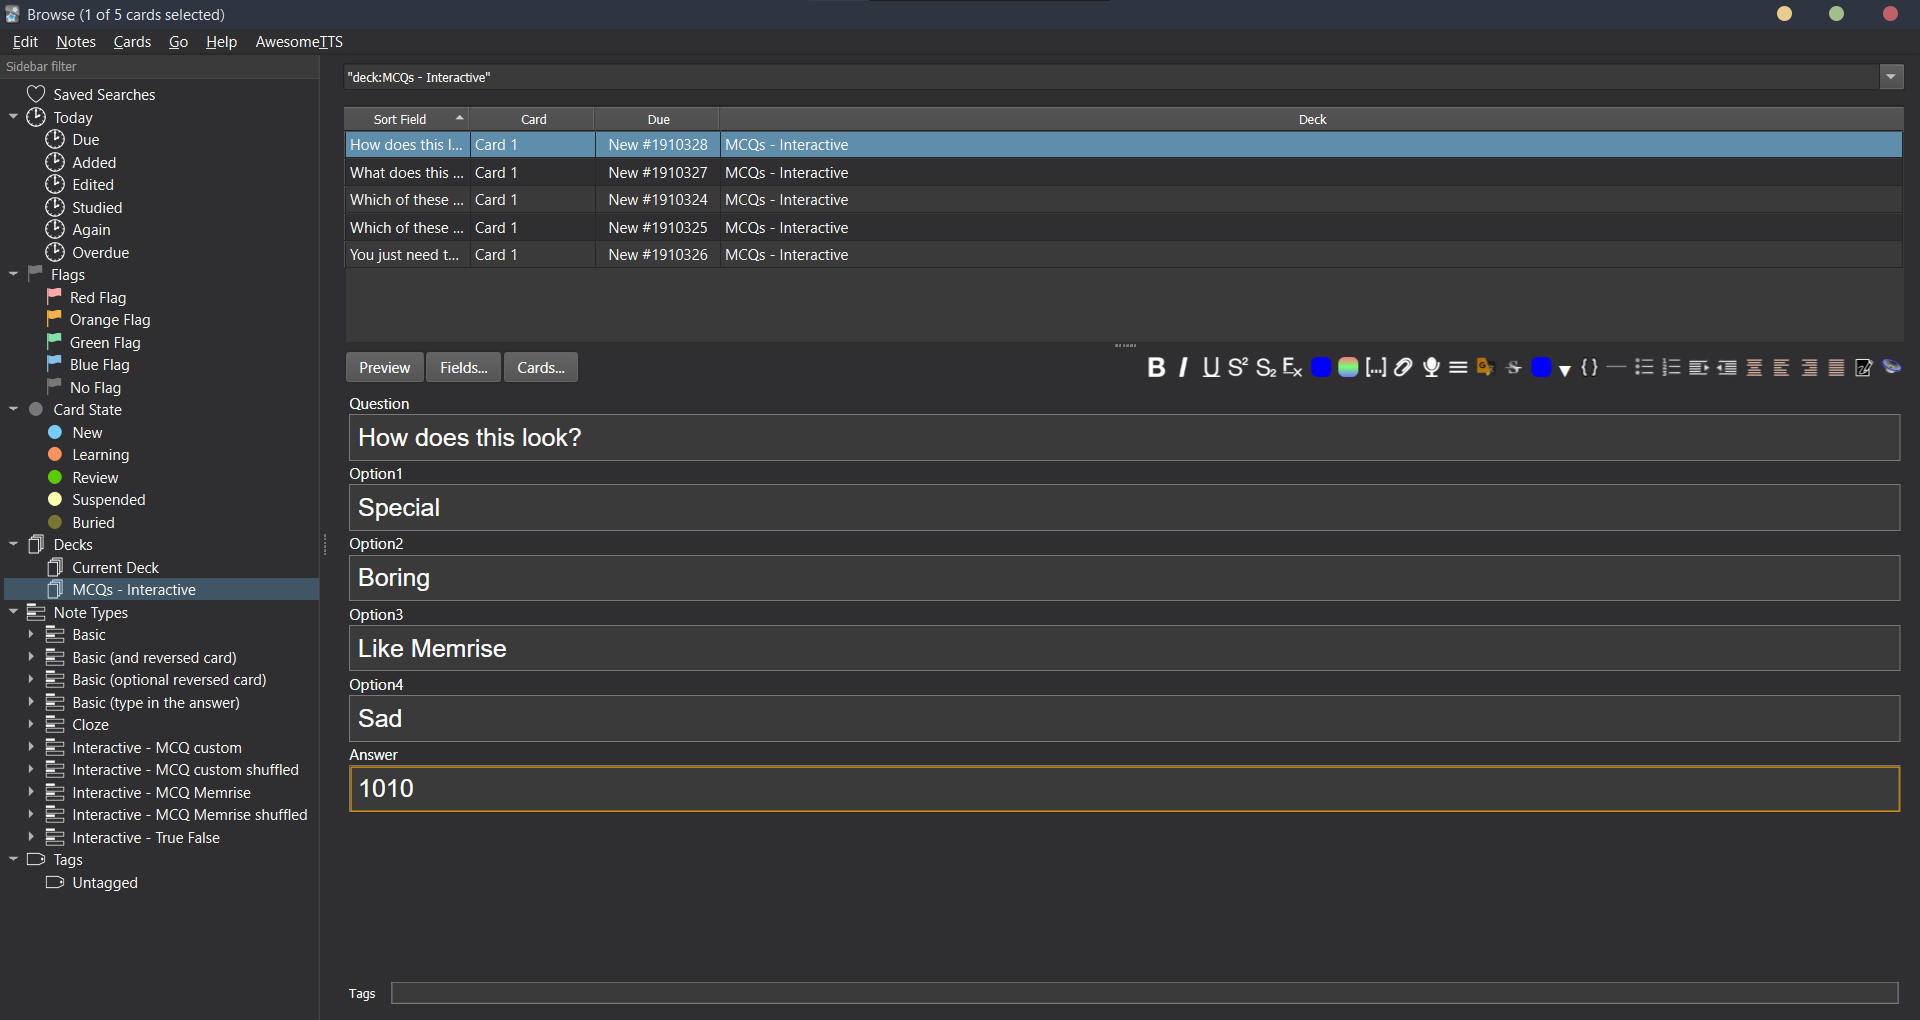 Browse (1 of 5 cards selected)
Edit Notes Cards Go Help AwesomeTTS
Sidebar filter
Saved Searches
Today
Due
Added
Edited
Studied
Again
Overdue
Flags
Red Flag
Orange Flag
Green Flag
Blue Flag
No Flag
Card State
New
Learning
Review
Suspended
Buried
Decks
Current Deck
MCQs - Interactive
Note Types
Basic
Basic (and reversed card)
Basic (optional reversed card)
Basic (type in the answer)
Cloze
Interactive - MCQ custom
Interactive - MCQ custom shuffled
Interactive - MCQ Memrise
Interactive - MCQ Memrise shuffled
Interactive - True False
Tags
Untagged
"deck:MCQs - Interactive"
Sort Field Card Due Deck
How does this l... Card 1 New #1910328 MCQs - Interactive
What does this ... Card 1 New #1910327 MCQs - Interactive
Which of these ... Card 1 New #1910324 MCQs - Interactive
Which of these ... Card 1 New #1910325 MCQs - Interactive
You just need t... Card 1 New #1910326 MCQs - Interactive
Preview Fields... Cards...
Question
How does this look?
Option1
Special
Option2
Boring
Option3
Like Memrise
Option4
Sad
Answer
1010
Tags